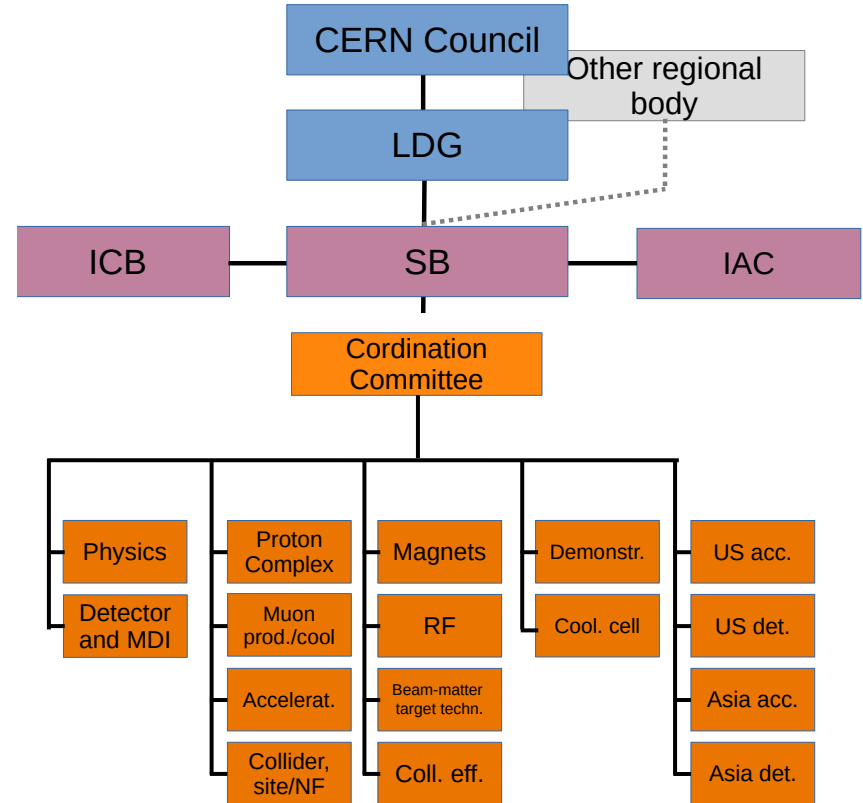 CERN Council
Other regional
body
LDG
ICB
SB
IAC
Cordination
Committee
Physics
Detector
and MDI
Proton
Complex
Muon
prod./cool
Accelerat.
Collider,
site/NF
Magnets
RF
Beam-matter
target techn.
Coll. eff.
Demonstr.
Cool. cell
US acc.
US det.
Asia acc.
Asia det.